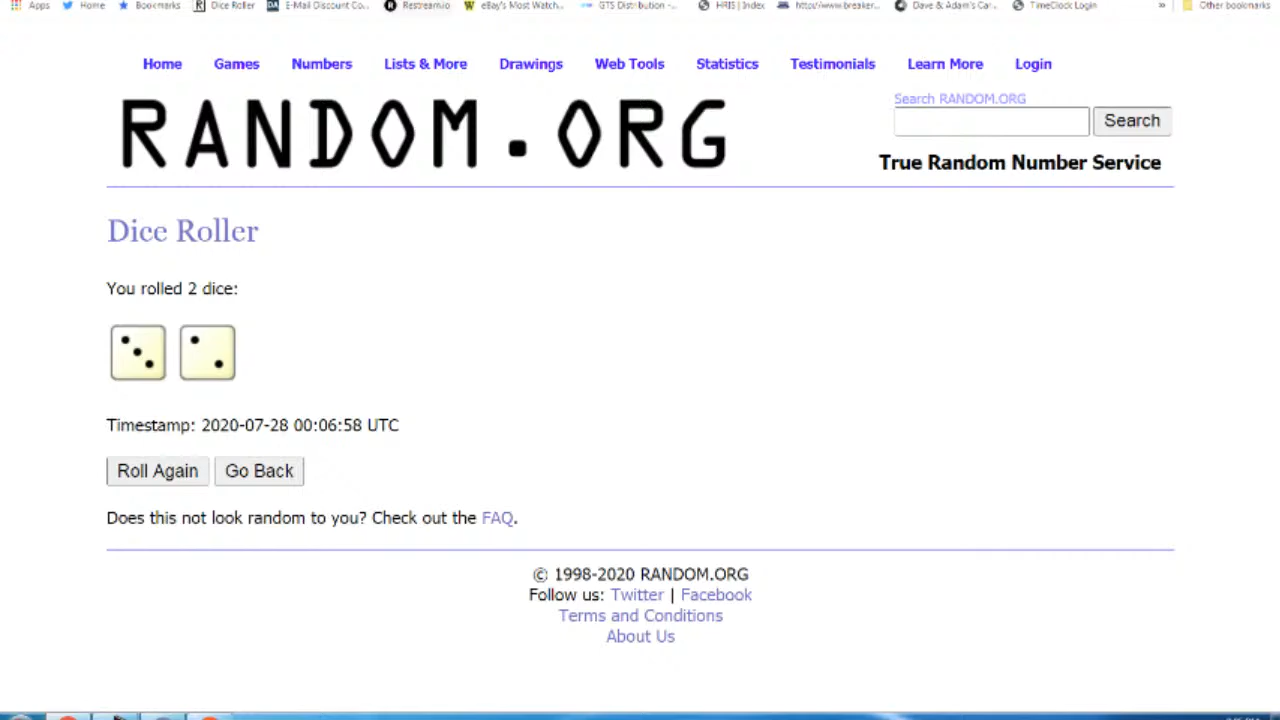 Apps Home Bookmarks Dice Roller E-Mail Discount Co... Restream.io eBay's Most Watch... GTS Distribution -... HRIS | Index http://www.breaker... Dave & Adam's Car... TimeClock Login » Other bookmarks
Home Games Numbers Lists & More Drawings Web Tools Statistics Testimonials Learn More Login
RANDOM.ORG
Search RANDOM.ORG
Search
True Random Number Service
Dice Roller
You rolled 2 dice:
Timestamp: 2020-07-28 00:06:58 UTC
Roll Again Go Back
Does this not look random to you? Check out the FAQ.
© 1998-2020 RANDOM.ORG
Follow us: Twitter | Facebook
Terms and Conditions
About Us